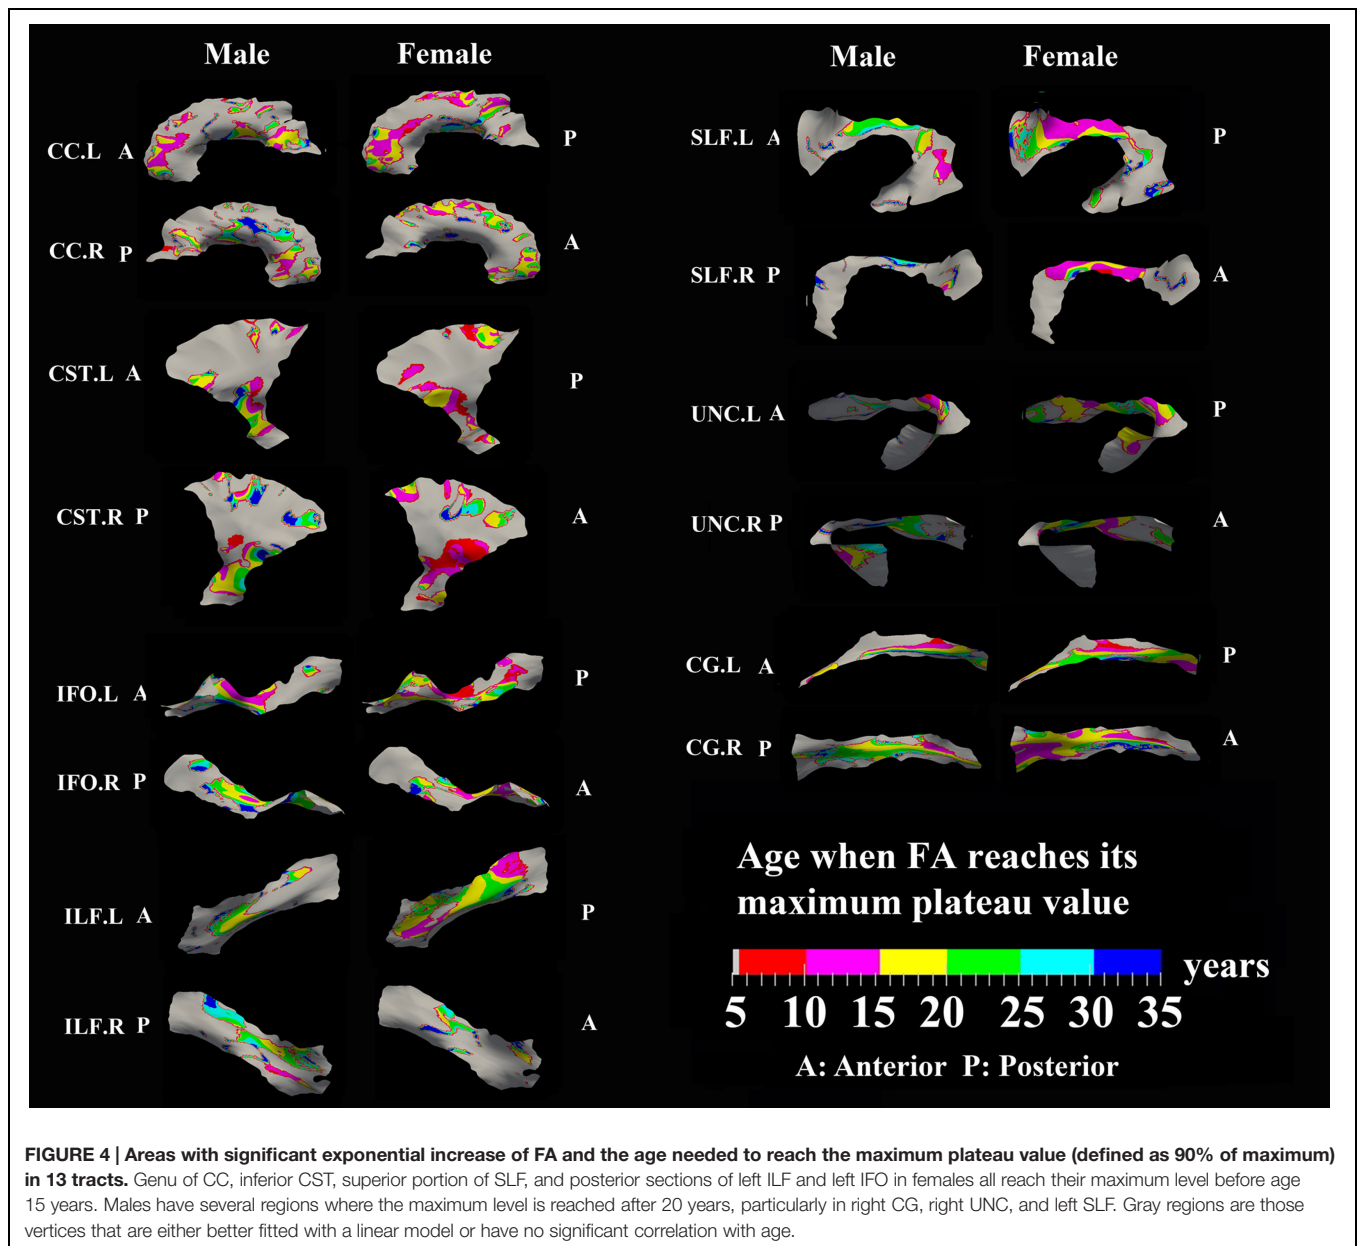 Male Female
CC.L A P
CC.R P A
CST.L A P
CST.R P A
IFO.L A P
IFO.R P A
ILF.L A P
ILF.R P A
Male Female
SLF.L A P
SLF.R P A
UNC.L A P
UNC.R P A
CG.L A P
CG.R P A
Age when FA reaches its
maximum plateau value
years
5 10 15 20 25 30 35
A: Anterior P: Posterior
FIGURE 4 | Areas with significant exponential increase of FA and the age needed to reach the maximum plateau value (defined as 90% of maximum)
in 13 tracts. Genu of CC, inferior CST, superior portion of SLF, and posterior sections of left ILF and left IFO in females all reach their maximum level before age
15 years. Males have several regions where the maximum level is reached after 20 years, particularly in right CG, right UNC, and left SLF. Gray regions are those
vertices that are either better fitted with a linear model or have no significant correlation with age.